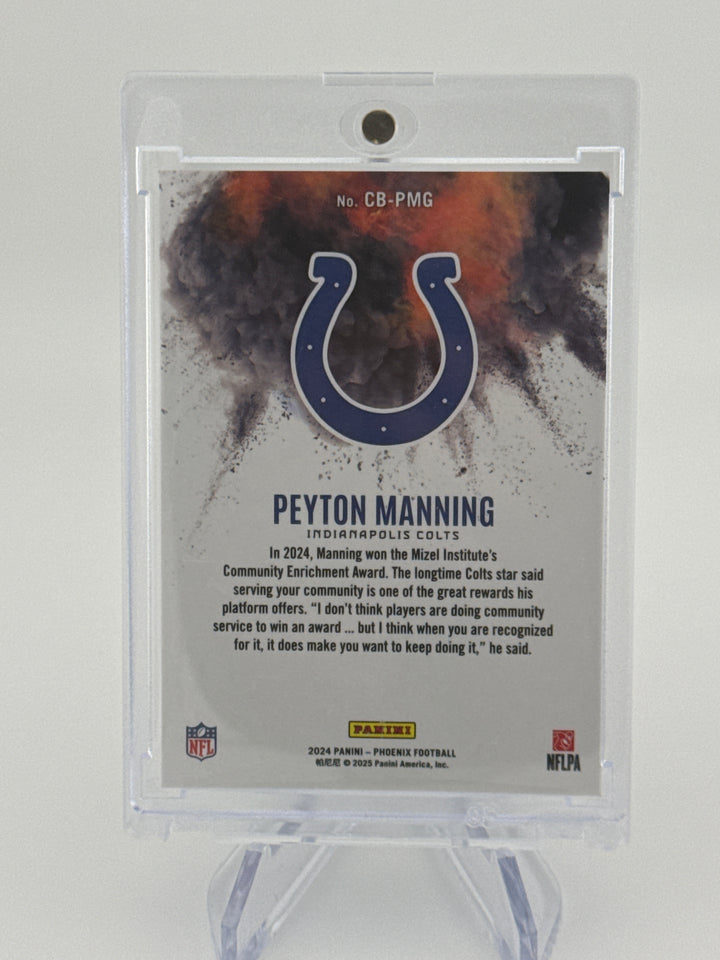 No. CB-PMG
PEYTON MANNING
INDIANAPOLIS COLTS
In 2024, Manning won the Mizel Institute's
Community Enrichment Award. The longtime Colts star said
serving your community is one of the great rewards his
platform offers. “I don't think players are doing community
service to win an award ... but I think when you are recognized
for it, it does make you want to keep doing it,” he said.
PANINI
NFL
2024 PANINI – PHOENIX FOOTBALL
帕尼尼 © 2025 Panini America, Inc.
NFLPA